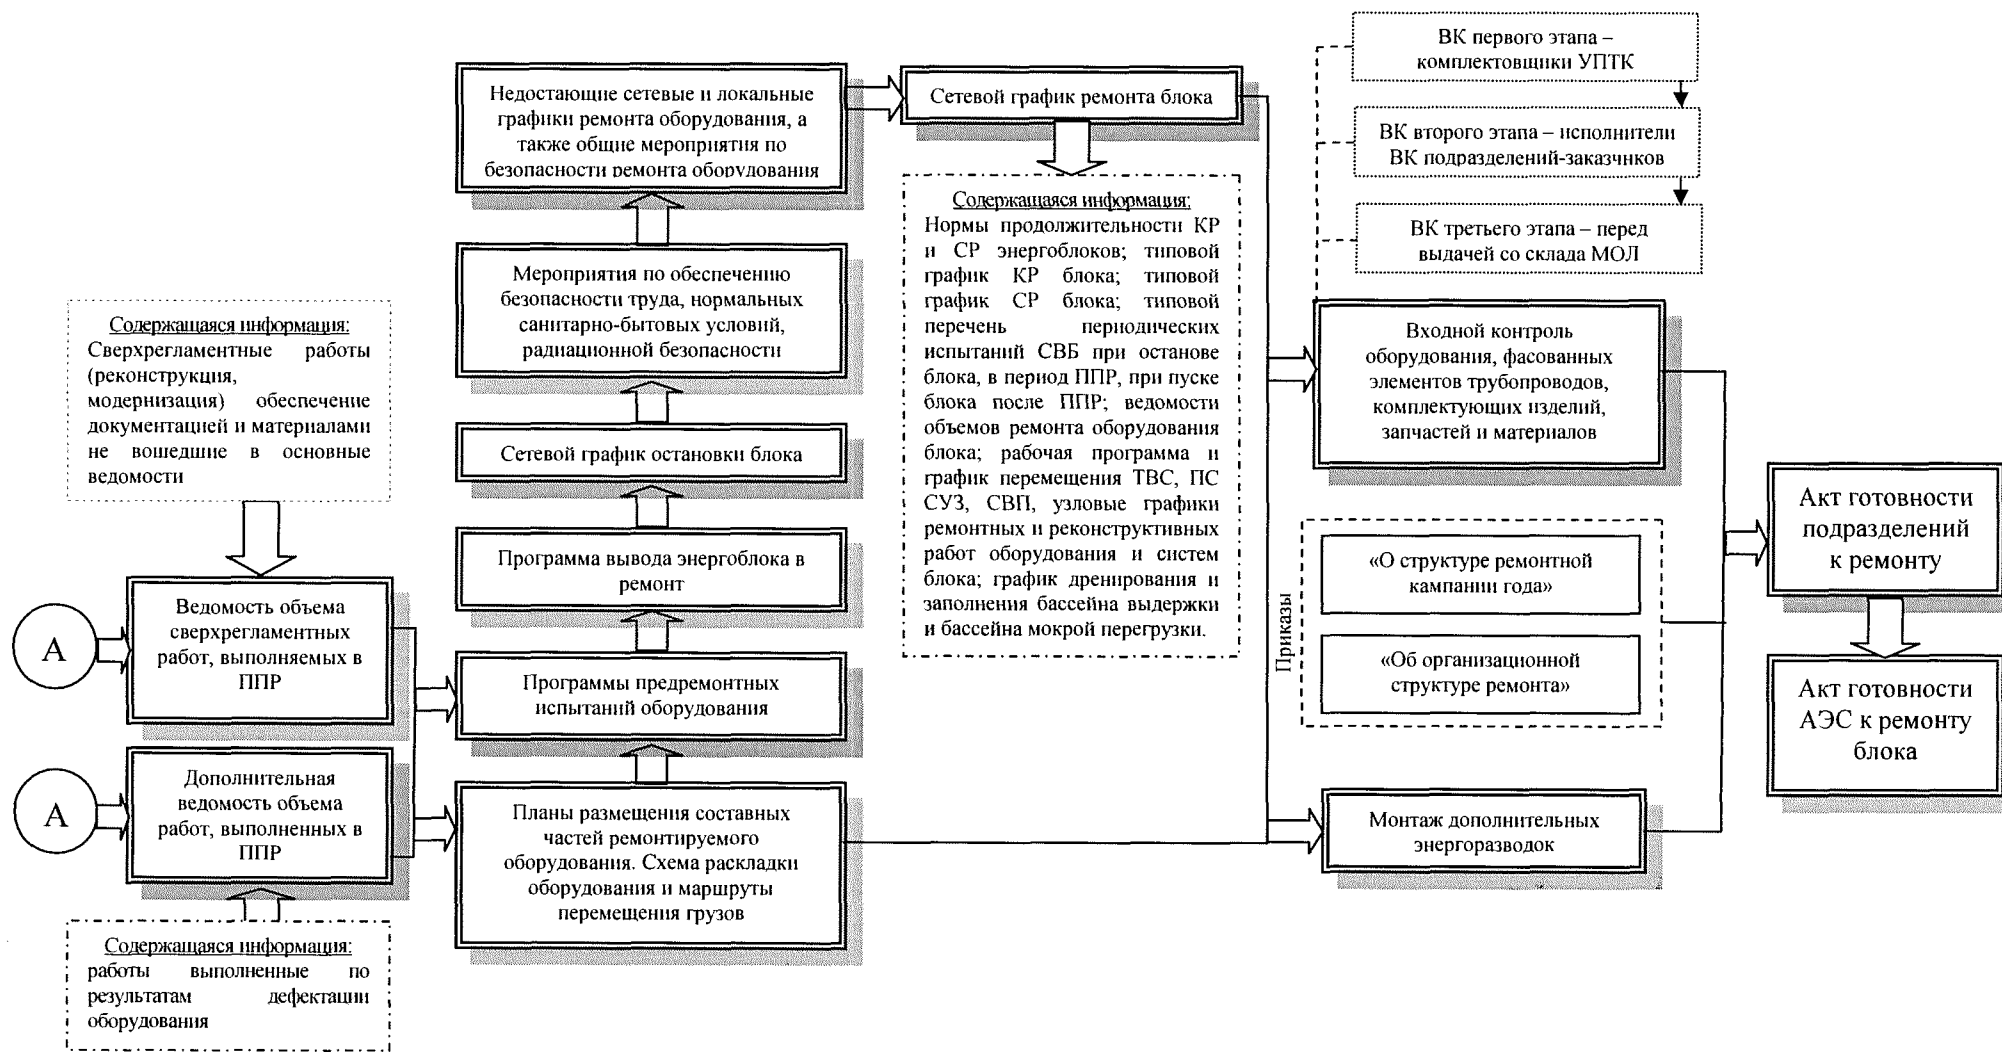 Содержащаяся информация:
Сверхрегламентные работы
(реконструкция,
модернизация) обеспечение
документацией и материалами
не вошедшие в основные
ведомости
А
Ведомость объема
сверхрегламентных
работ, выполняемых в
ППР
А
Дополнительная
ведомость объема
работ, выполненных в
ППР
Содержащаяся информация:
работы выполненные по
результатам дефектации
оборудования
Недостающие сетевые и локальные
графики ремонта оборудования, а
также общие мероприятия по
безопасности ремонта оборудования
Мероприятия по обеспечению
безопасности труда, нормальных
санитарно-бытовых условий,
радиационной безопасности
Сетевой график остановки блока
Программа вывода энергоблока в
ремонт
Программы предремонтных
испытаний оборудования
Планы размещения составных
частей ремонтируемого
оборудования. Схема раскладки
оборудования и маршруты
перемещения грузов
Сетевой график ремонта блока
Содержащаяся информация:
Нормы продолжительности КР
и СР энергоблоков; типовой
график КР блока; типовой
график СР блока; типовой
перечень периодических
испытаний СВБ при останове
блока, в период ППР, при пуске
блока после ППР; ведомости
объемов ремонта оборудования
блока; рабочая программа и
график перемещения ТВС, ПС
СУЗ, СВП, узловые графики
ремонтных и реконструктивных
работ оборудования и систем
блока; график дренирования и
заполнения бассейна выдержки
и бассейна мокрой перегрузки.
ВК первого этапа –
комплектовщики УПТК
ВК второго этапа – исполнители
ВК подразделений-заказчиков
ВК третьего этапа – перед
выдачей со склада МОЛ
Входной контроль
оборудования, фасованных
элементов трубопроводов,
комплектующих изделий,
запчастей и материалов
Приказы
«О структуре ремонтной
кампании года»
«Об организационной
структуре ремонта»
Монтаж дополнительных
энергоразводок
Акт готовности
подразделений
к ремонту
Акт готовности
АЭС к ремонту
блока